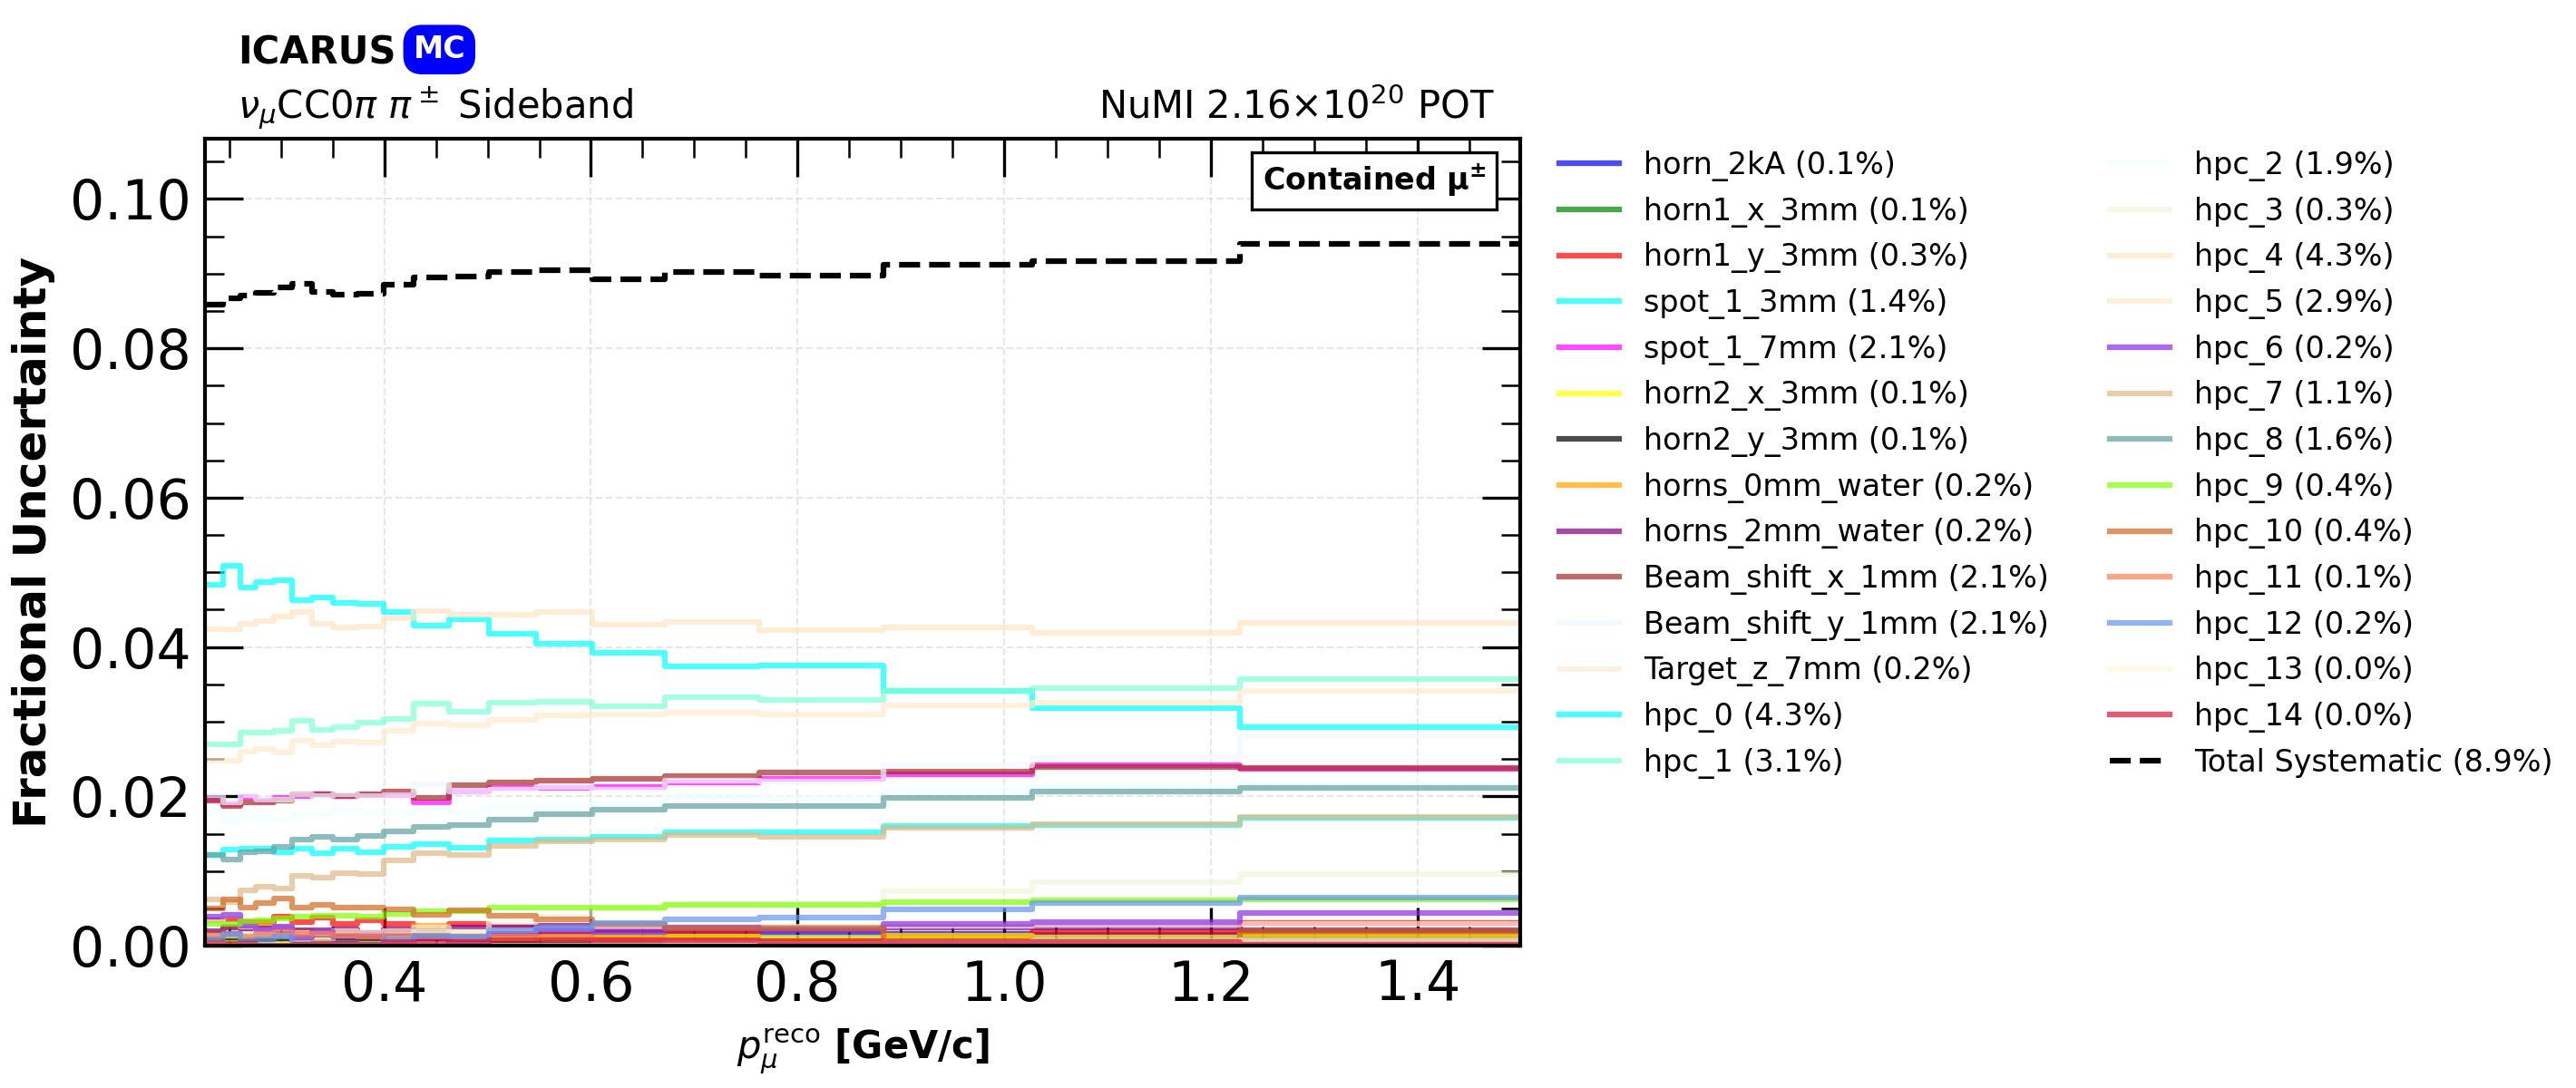 ICARUS MC
νμCC0π π± Sideband
NuMI 2.16×10²⁰ POT
Contained μ±
Fractional Uncertainty
0.10
0.08
0.06
0.04
0.02
0.00
0.4 0.6 0.8 1.0 1.2 1.4
pμ^reco [GeV/c]
horn_2kA (0.1%)
horn1_x_3mm (0.1%)
horn1_y_3mm (0.3%)
spot_1_3mm (1.4%)
spot_1_7mm (2.1%)
horn2_x_3mm (0.1%)
horn2_y_3mm (0.1%)
horns_0mm_water (0.2%)
horns_2mm_water (0.2%)
Beam_shift_x_1mm (2.1%)
Beam_shift_y_1mm (2.1%)
Target_z_7mm (0.2%)
hpc_0 (4.3%)
hpc_1 (3.1%)
hpc_2 (1.9%)
hpc_3 (0.3%)
hpc_4 (4.3%)
hpc_5 (2.9%)
hpc_6 (0.2%)
hpc_7 (1.1%)
hpc_8 (1.6%)
hpc_9 (0.4%)
hpc_10 (0.4%)
hpc_11 (0.1%)
hpc_12 (0.2%)
hpc_13 (0.0%)
hpc_14 (0.0%)
Total Systematic (8.9%)